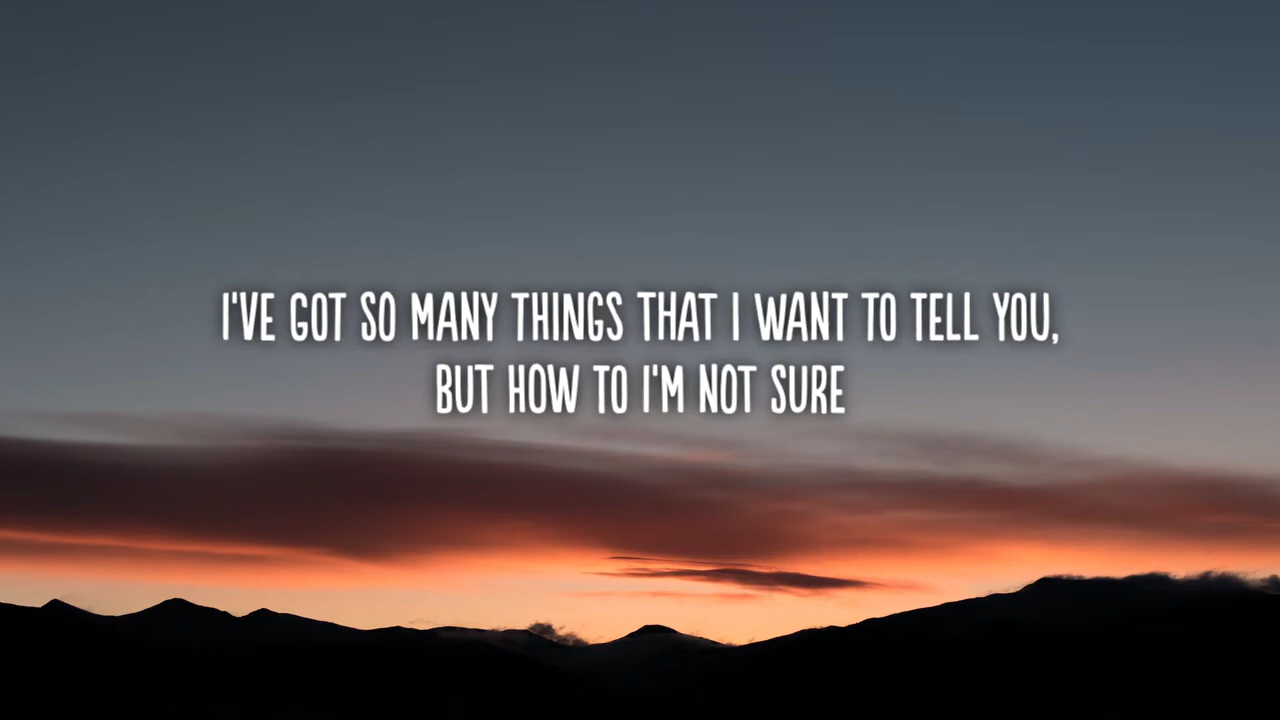 I'VE GOT SO MANY THINGS THAT I WANT TO TELL YOU,
BUT HOW TO I'M NOT SURE